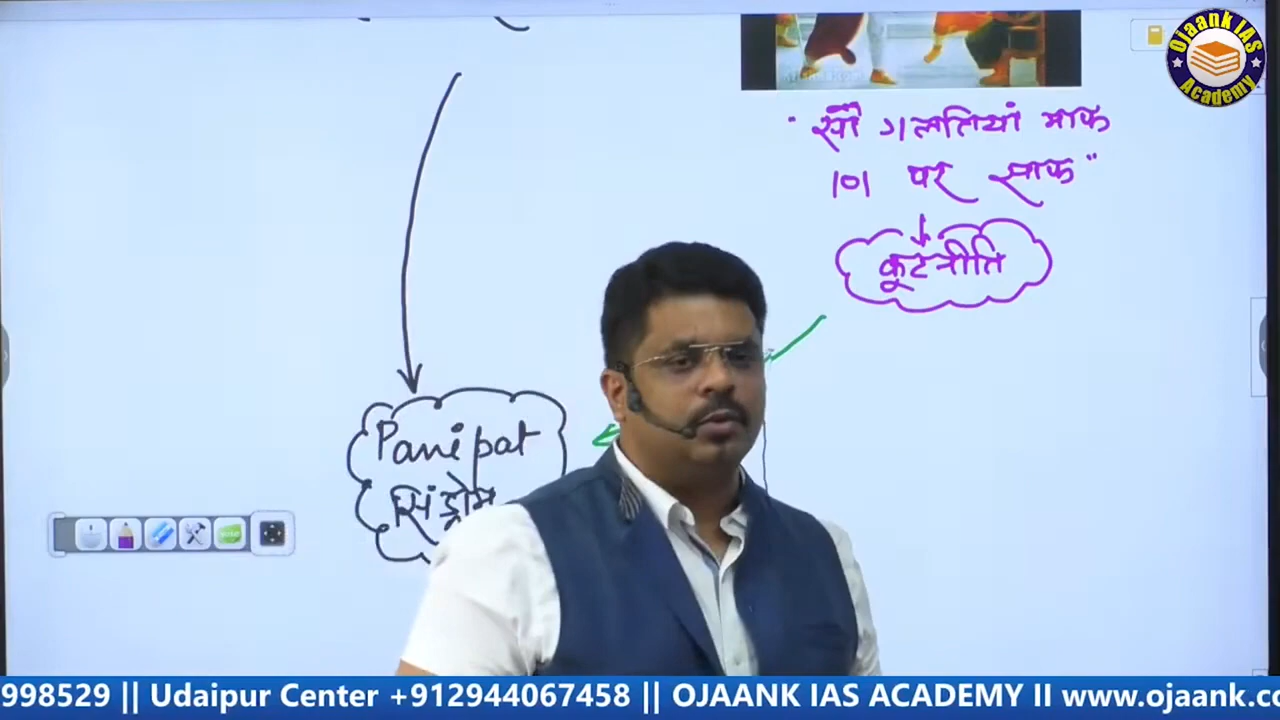 Ojaank IAS
Academy
" सौ गलतियां माफ
101 पर साफ "
कूटनीति
Panipat
सिंड्रोम
998529 || Udaipur Center +912944067458 || OJAANK IAS ACADEMY II www.ojaank.co